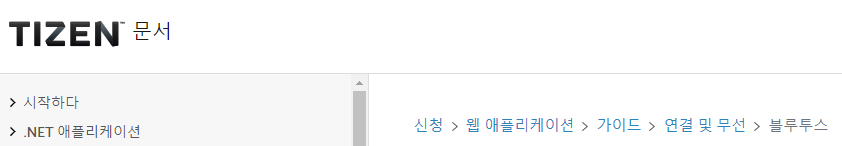 TIZEN™ 문서
시작하다
.NET 애플리케이션
신청 > 웹 애플리케이션 > 가이드 > 연결 및 무선 > 블루투스